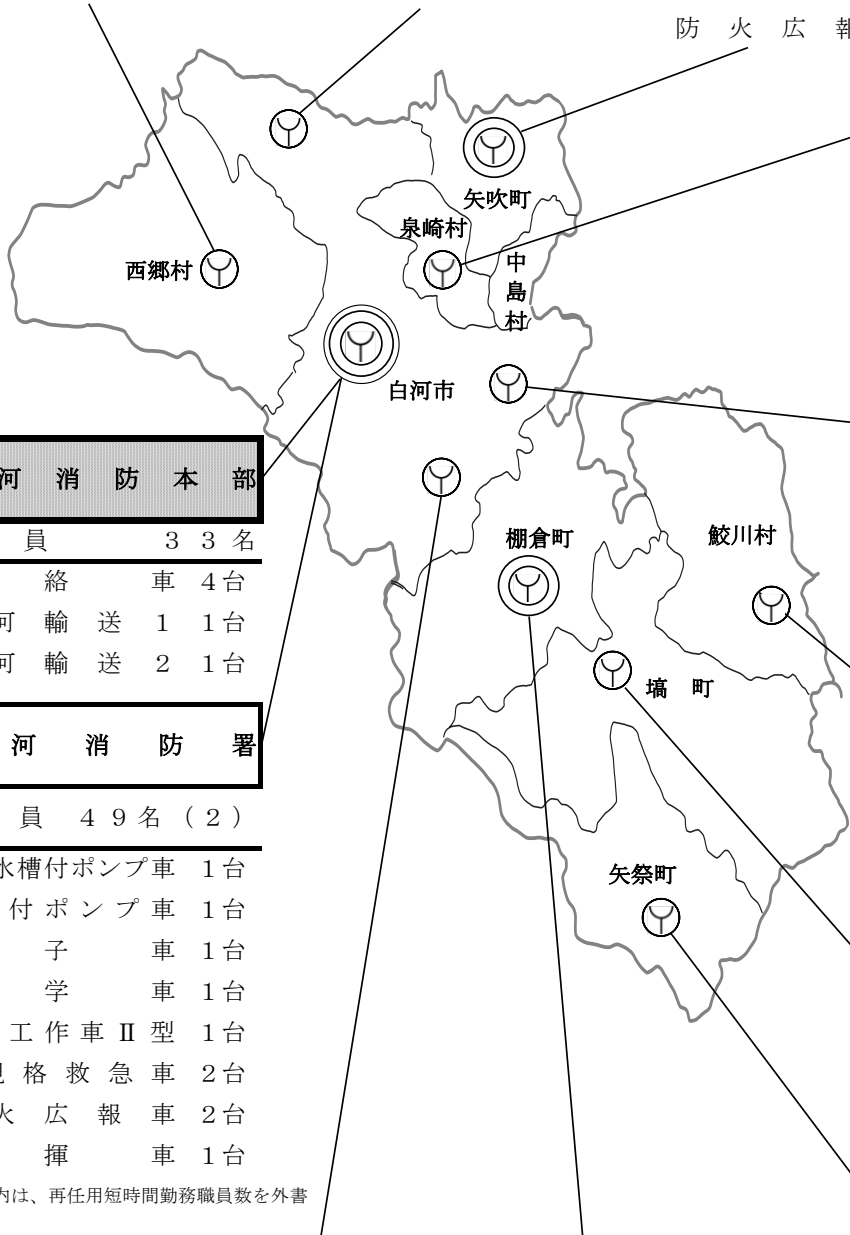 防火広報
矢吹町
泉崎村
中島村
西郷村
白河市
河消防本部
員 33名
絡車 4台
河輸送1 1台
河輸送2 1台
棚倉町
鮫川村
塙町
河消防署
員 49名(2)
水槽付ポンプ車 1台
付ポンプ車 1台
子車 1台
学車 1台
工作車Ⅱ型 1台
規格救急車 2台
火広報車 2台
揮車 1台
内は、再任用短時間勤務職員数を外書
矢祭町